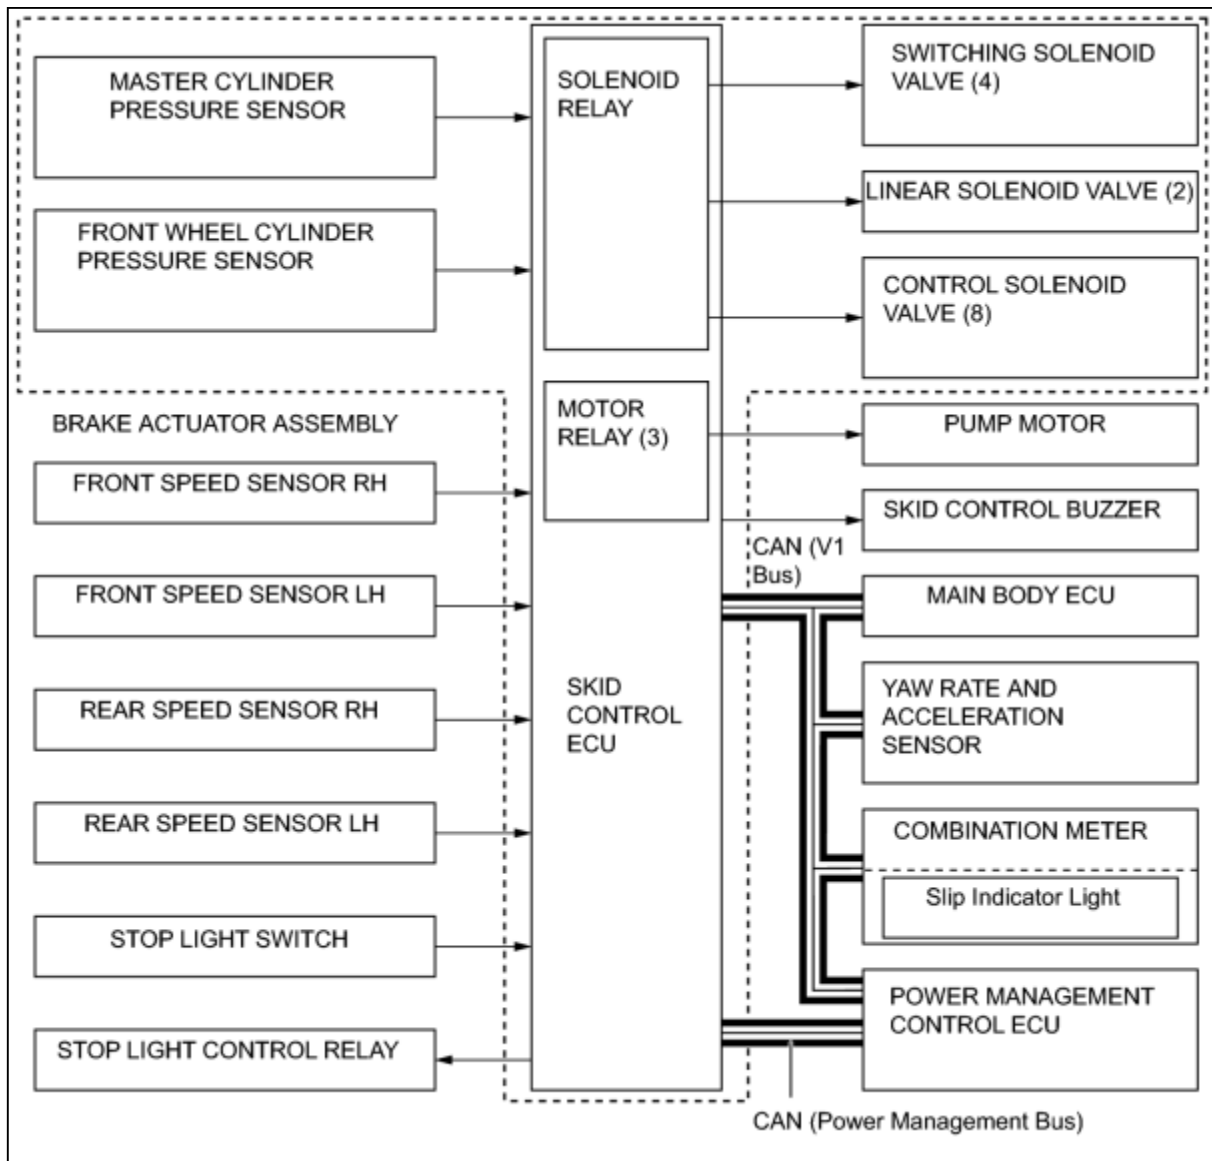 MASTER CYLINDER
PRESSURE SENSOR
FRONT WHEEL CYLINDER
PRESSURE SENSOR
BRAKE ACTUATOR ASSEMBLY
FRONT SPEED SENSOR RH
FRONT SPEED SENSOR LH
REAR SPEED SENSOR RH
REAR SPEED SENSOR LH
STOP LIGHT SWITCH
STOP LIGHT CONTROL RELAY
SOLENOID
RELAY
MOTOR
RELAY (3)
SKID
CONTROL
ECU
SWITCHING SOLENOID
VALVE (4)
LINEAR SOLENOID VALVE (2)
CONTROL SOLENOID
VALVE (8)
PUMP MOTOR
SKID CONTROL BUZZER
CAN (V1
Bus)
MAIN BODY ECU
YAW RATE AND
ACCELERATION
SENSOR
COMBINATION METER
Slip Indicator Light
POWER MANAGEMENT
CONTROL ECU
CAN (Power Management Bus)